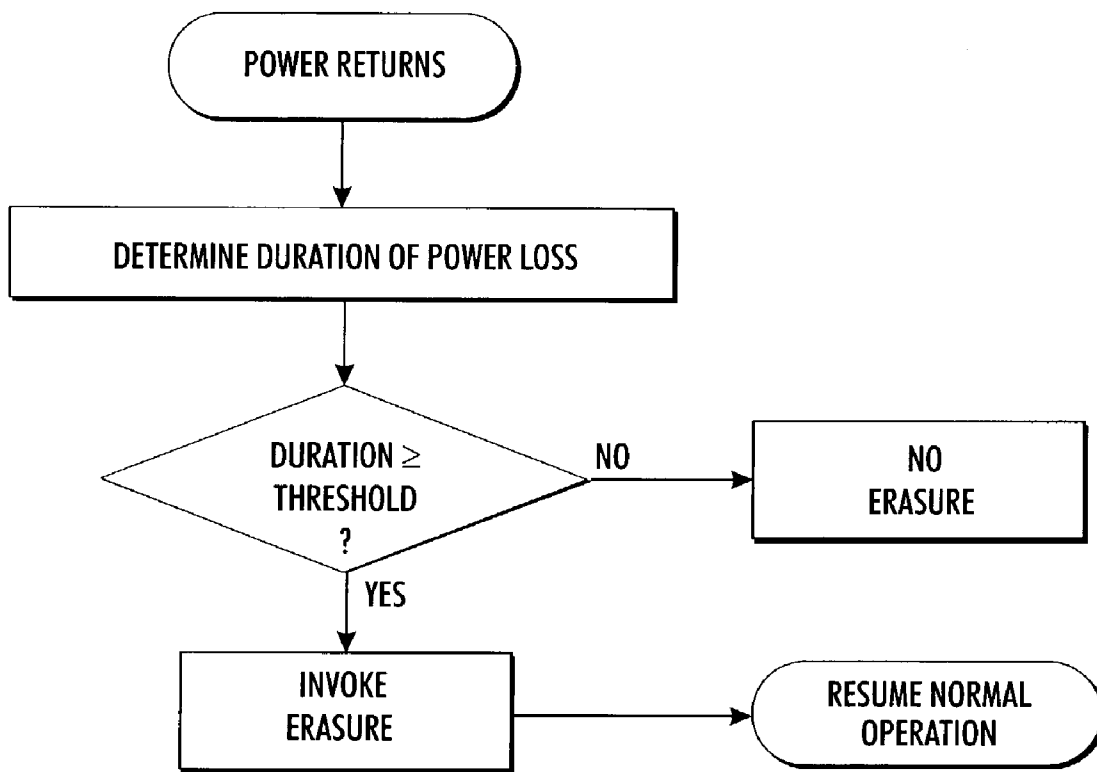 POWER RETURNS
DETERMINE DURATION OF POWER LOSS
DURATION ≥
THRESHOLD
?
NO
NO
ERASURE
YES
INVOKE
ERASURE
RESUME NORMAL
OPERATION